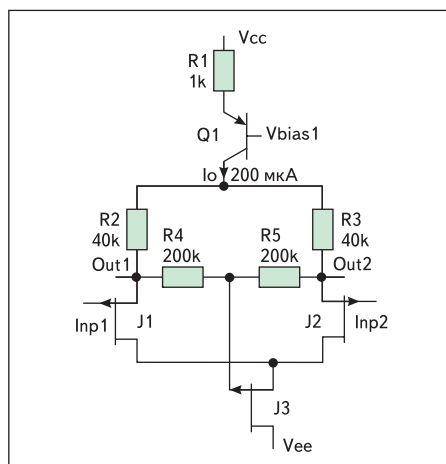 Vcc
R1
1k
Q1
Vbias1
Io 200 мкА
R2
40k
R4
200k
R5
200k
R3
40k
Out1
Out2
Inp1
J1
J2
Inp2
J3
Vee